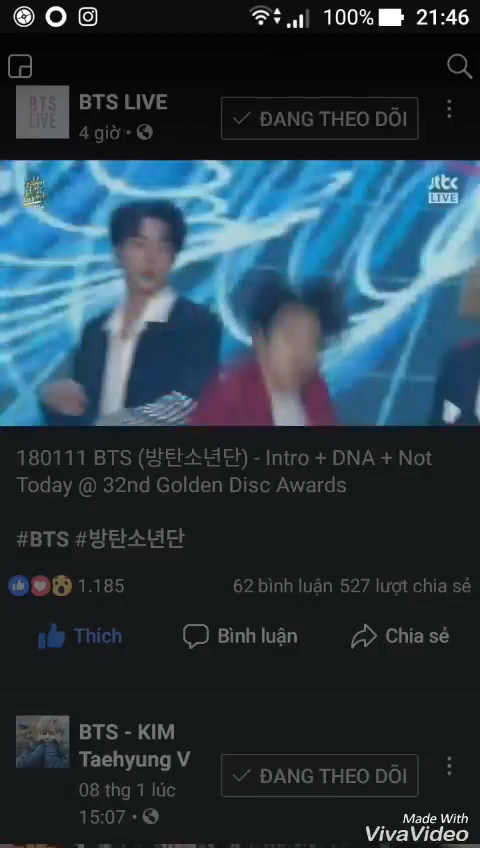 100% 21:46
BTS LIVE
BTS LIVE
4 giờ
ĐANG THEO DÕI
jtbc
LIVE
180111 BTS (방탄소년단) - Intro + DNA + Not
Today @ 32nd Golden Disc Awards
#BTS #방탄소년단
1.185
62 bình luận 527 lượt chia sẻ
Thích Bình luận Chia sẻ
BTS - KIM
Taehyung V
ĐANG THEO DÕI
08 thg 1 lúc
15:07
Made With
VivaVideo